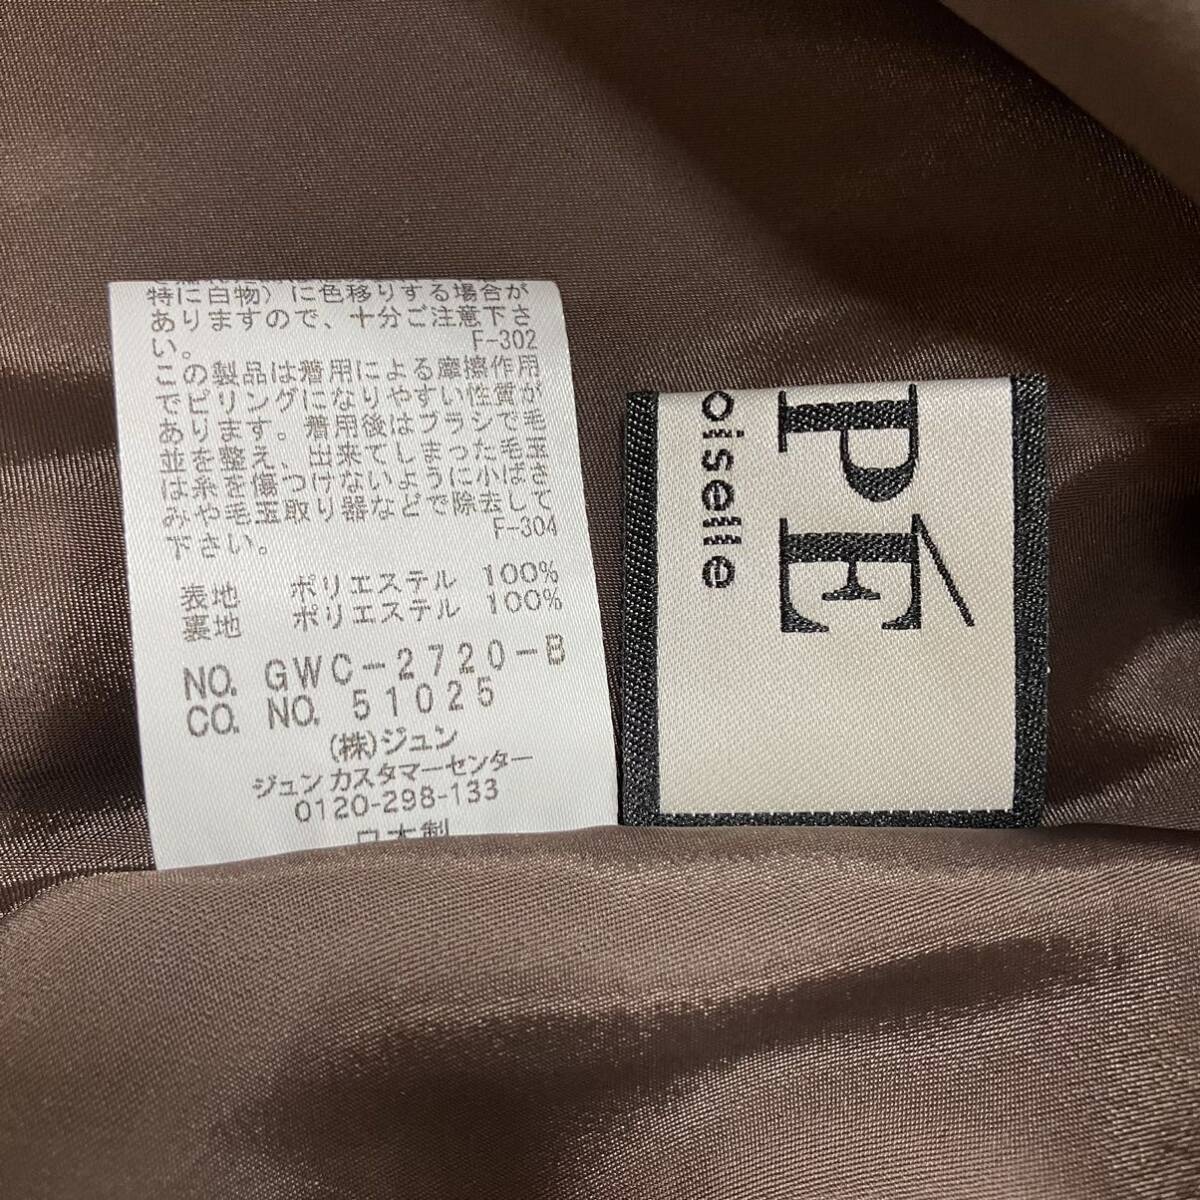 特に白物）に色移りする場合が
ありますので、十分ご注意下さ
い。 F-302
この製品は着用による摩擦作用
でピリングになりやすい性質が
あります。着用後はブラシで毛
並を整え、出来てしまった毛玉
は糸を傷つけないように小ばさ
みや毛玉取り器などで除去して
下さい。 F-304
表地 ポリエステル 100%
裏地 ポリエステル 100%
NO. GWC-2720-B
CO. NO. 51025
(株)ジュン
ジュン カスタマーセンター
0120-298-133
日本製
PÉ
oiselle